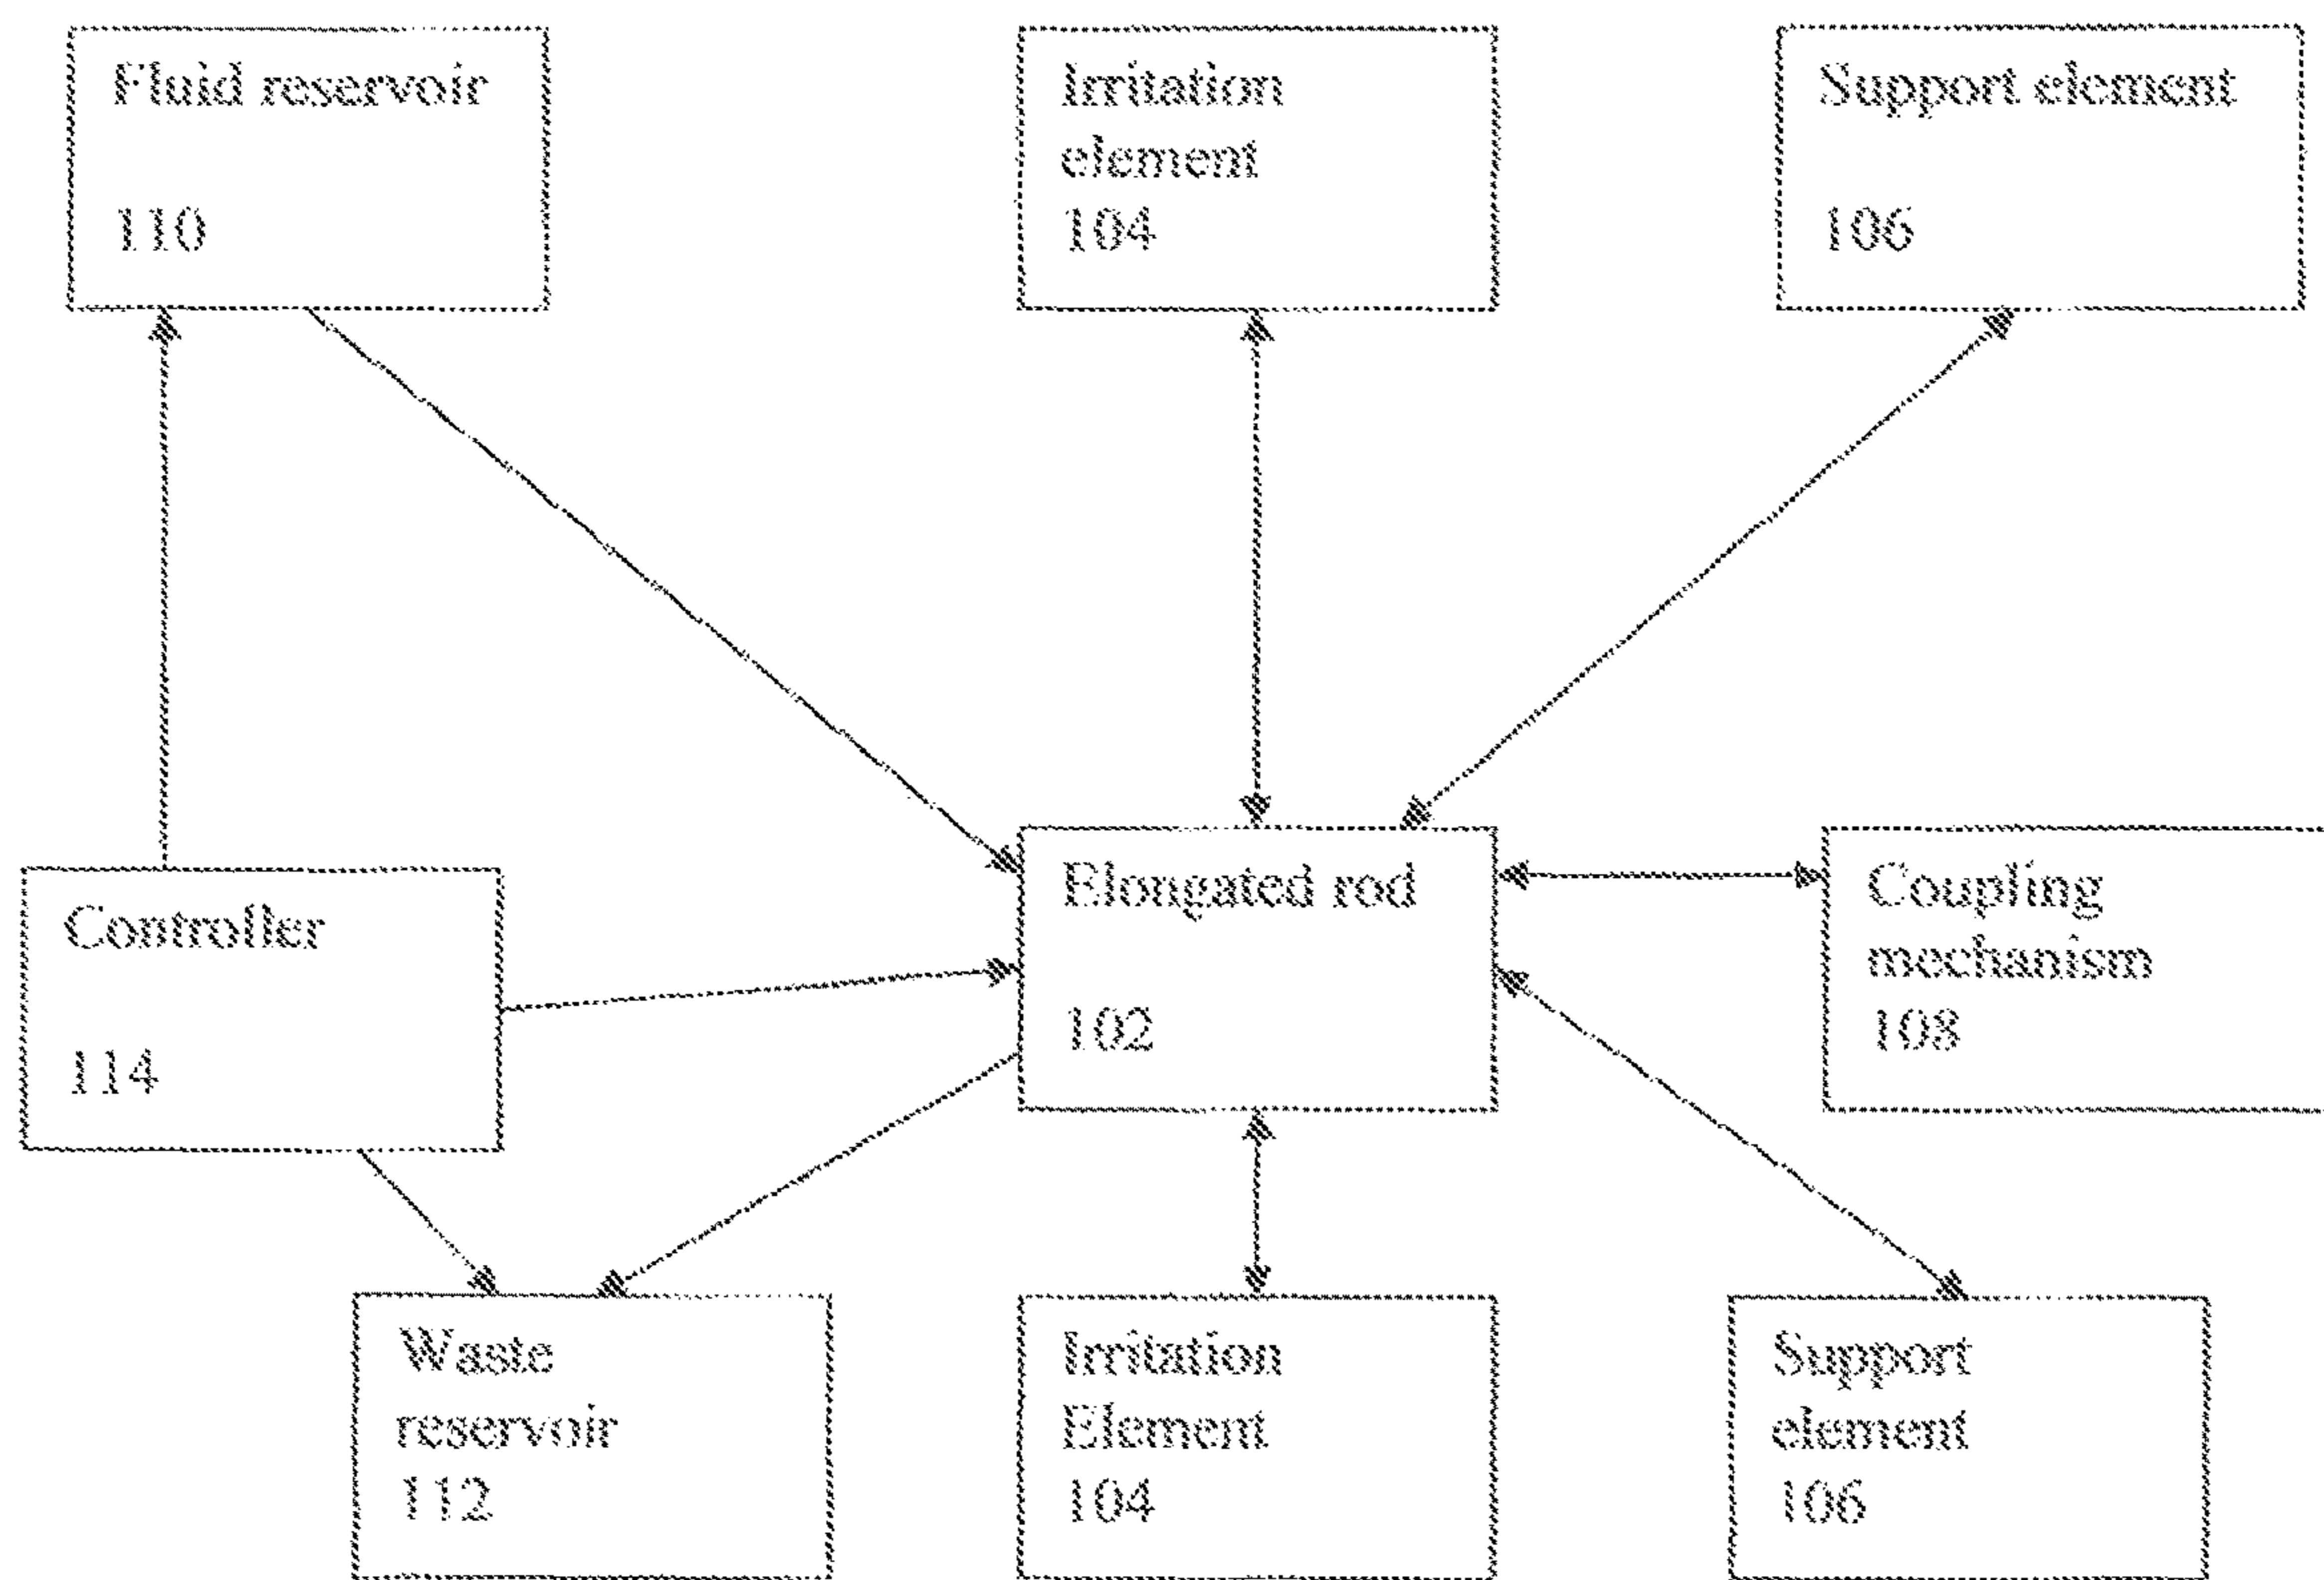 Fluid reservoir
110
Irritation
element
104
Support element
106
Controller
114
Elongated rod
102
Coupling
mechanism
108
Waste
reservoir
112
Irritation
Element
104
Support
element
106